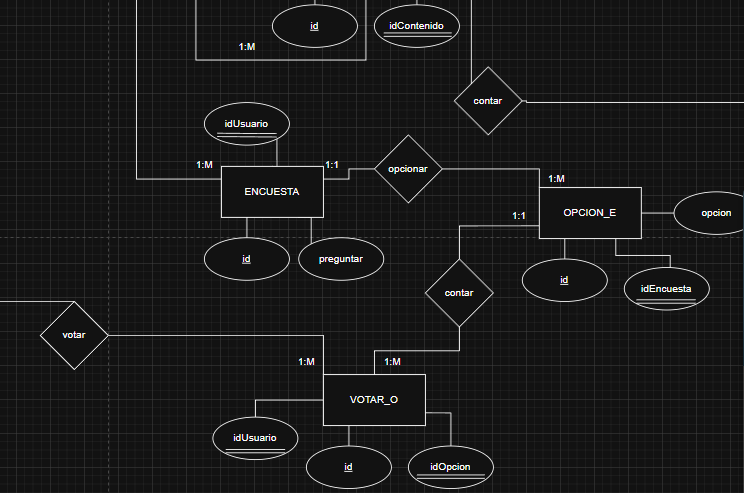 id
idContenido
1:M
contar
idUsuario
1:M
1:1
opcionar
1:M
ENCUESTA
1:1
OPCION_E
opcion
id
preguntar
id
idEncuesta
contar
votar
1:M
1:M
VOTAR_O
idUsuario
id
idOpcion